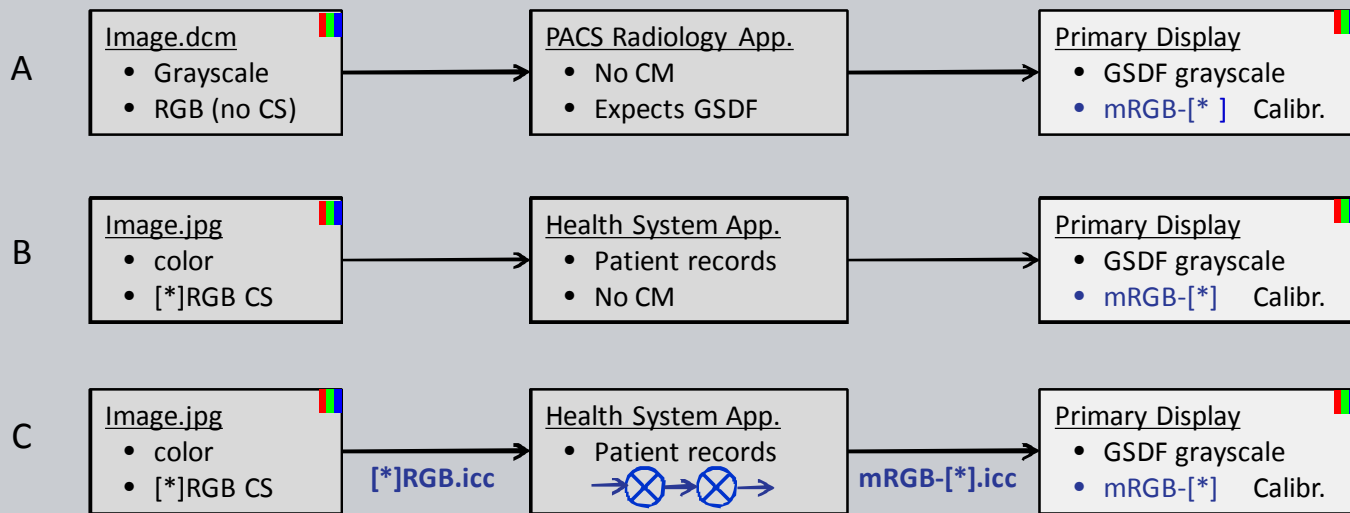 A
Image.dcm
• Grayscale
• RGB (no CS)
PACS Radiology App.
• No CM
• Expects GSDF
Primary Display
• GSDF grayscale
• mRGB-[* ] Calibr.
B
Image.jpg
• color
• [*]RGB CS
Health System App.
• Patient records
• No CM
Primary Display
• GSDF grayscale
• mRGB-[*] Calibr.
C
Image.jpg
• color
• [*]RGB CS
[*]RGB.icc
Health System App.
• Patient records
mRGB-[*].icc
Primary Display
• GSDF grayscale
• mRGB-[*] Calibr.